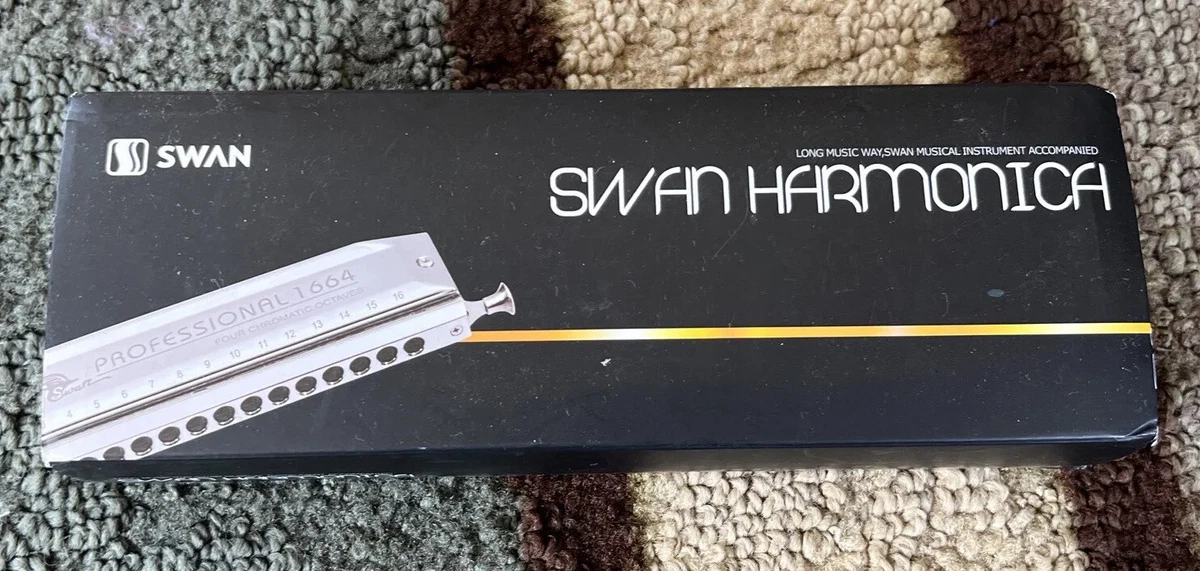 SWAN
LONG MUSIC WAY,SWAN MUSICAL INSTRUMENT ACCOMPANIED
SWAN HARMONICA
PROFESSIONAL 1664
FOUR CHROMATIC OCTAVES
Swan
4 5 6 7 8 9 10 11 12 13 14 15 16